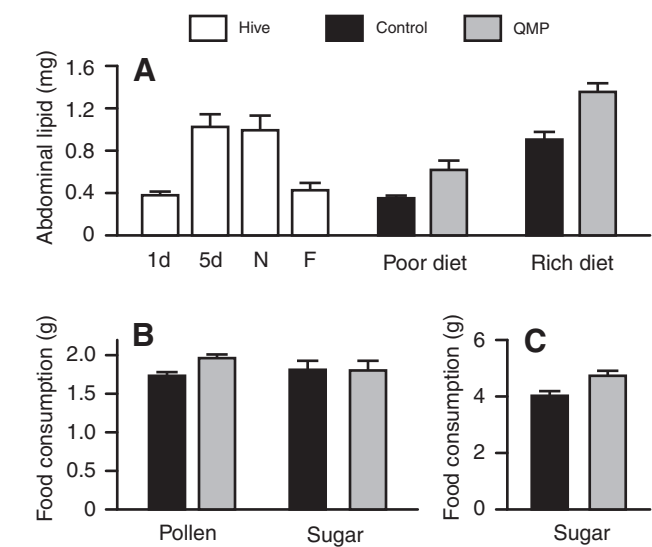 Hive Control QMP
A
Abdominal lipid (mg)
1.6
1.2
0.8
0.4
0
1d 5d N F Poor diet Rich diet
B
Food consumption (g)
2.0
1.5
1.0
0.5
0
Pollen Sugar
C
Food consumption (g)
6
4
2
0
Sugar